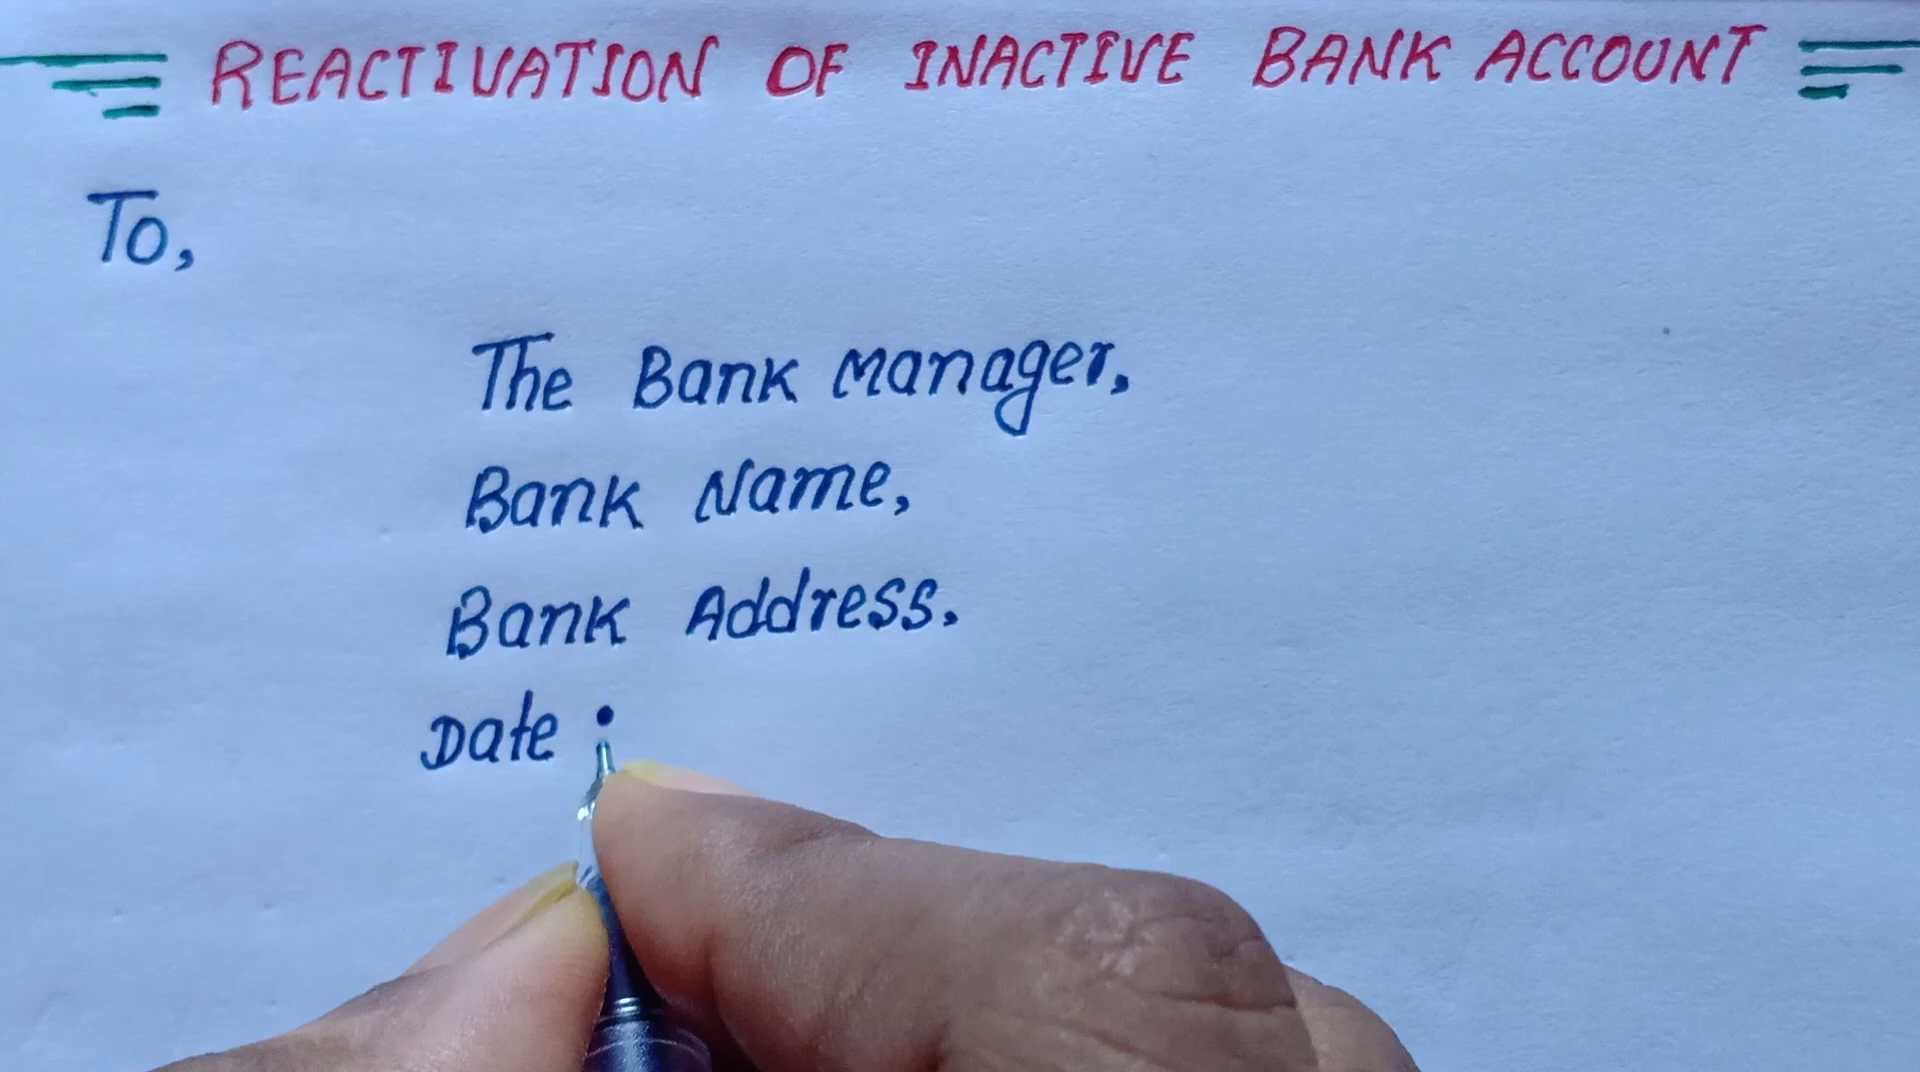 REACTIVATION OF INACTIVE BANK ACCOUNT
To,
The Bank Manager,
Bank Name,
Bank Address.
Date :